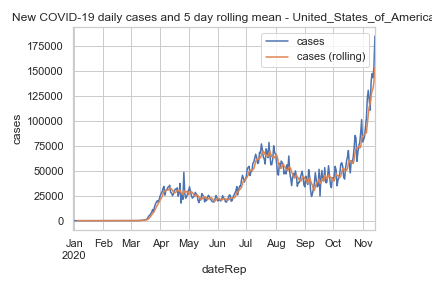 New COVID-19 daily cases and 5 day rolling mean - United_States_of_America
cases
cases (rolling)
175000
150000
125000
100000
75000
50000
25000
0
cases
Jan Feb Mar Apr May Jun Jul Aug Sep Oct Nov
2020
dateRep